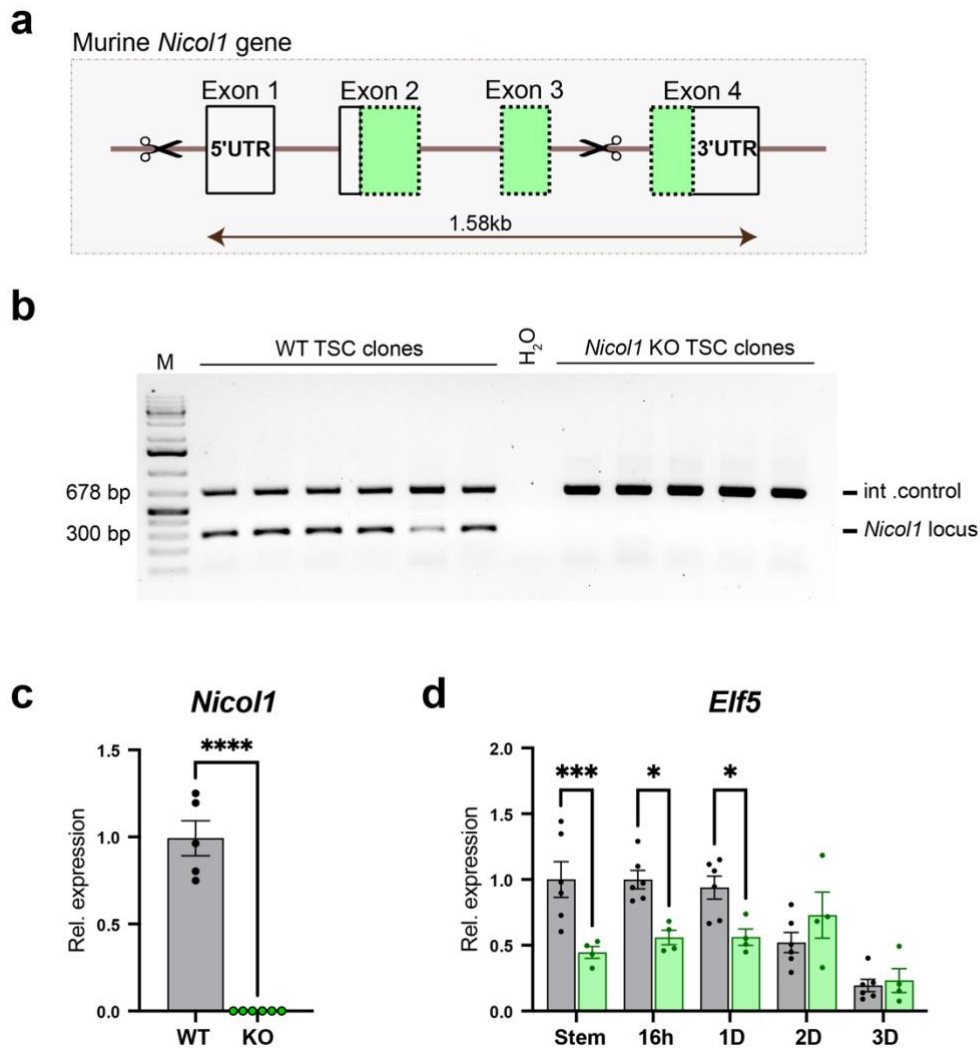 a
Murine Nicol1 gene
Exon 1 Exon 2 Exon 3 Exon 4
5'UTR 3'UTR
1.58kb
b
M WT TSC clones H2O Nicol1 KO TSC clones
678 bp
300 bp
int .control
Nicol1 locus
c
Nicol1
****
Rel. expression
1.5
1.0
0.5
0.0
WT KO
d
Elf5
*** * *
Rel. expression
2.0
1.5
1.0
0.5
0.0
Stem 16h 1D 2D 3D